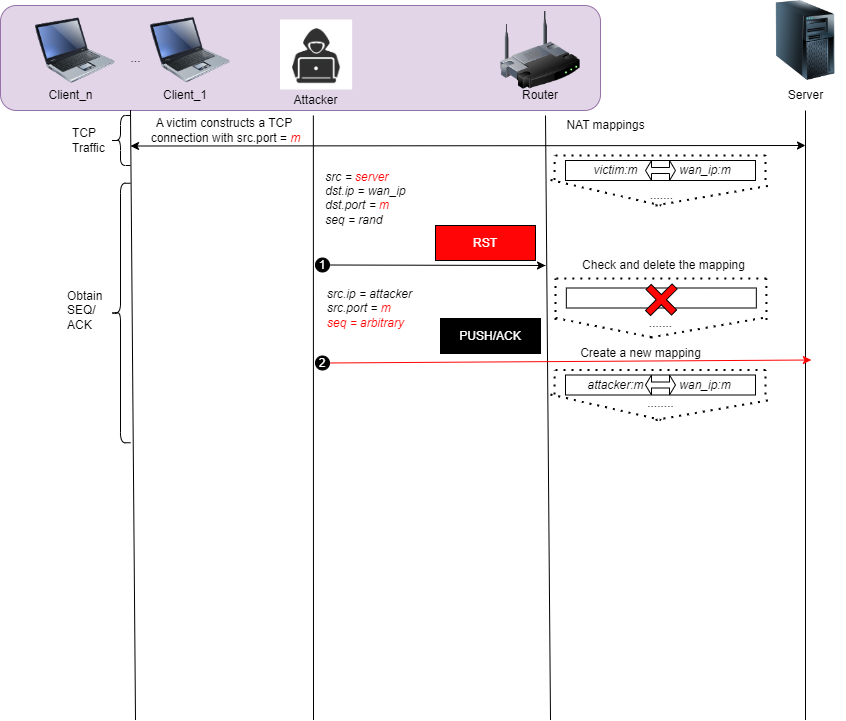 Client_n
...
Client_1
Attacker
Router
Server
TCP
Traffic
A victim constructs a TCP
connection with src.port = m
NAT mappings
victim:m
wan_ip:m
........
src = server
dst.ip = wan_ip
dst.port = m
seq = rand
RST
1
Check and delete the mapping
........
Obtain
SEQ/
ACK
src.ip = attacker
src.port = m
seq = arbitrary
PUSH/ACK
2
Create a new mapping
attacker:m
wan_ip:m
........